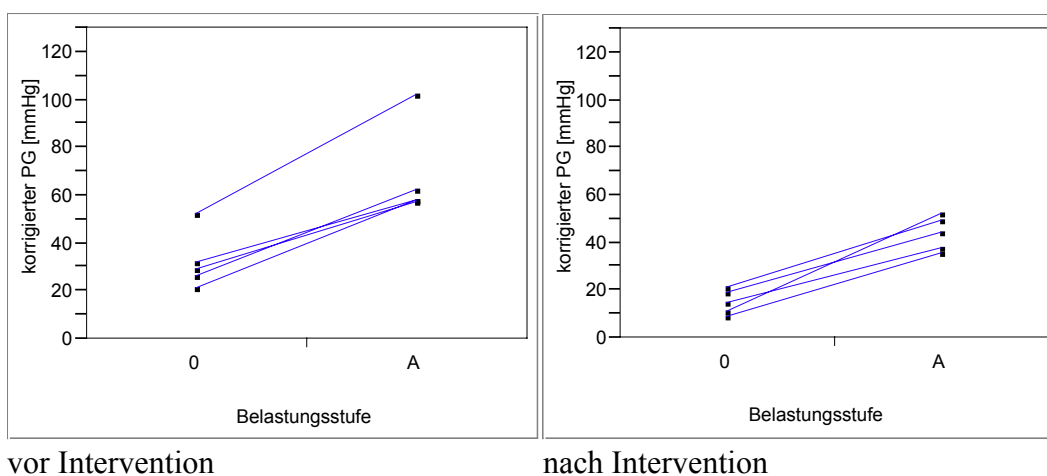 korrigierter PG [mmHg]
120
100
80
60
40
20
0
0 A
Belastungsstufe
korrigierter PG [mmHg]
120
100
80
60
40
20
0
0 A
Belastungsstufe
vor Intervention
nach Intervention